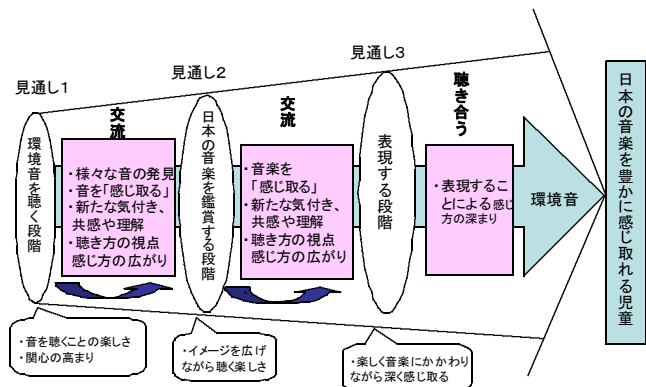 見通し1
見通し2
見通し3
環境音を聴く段階
交流
・様々な音の発見
・音を「感じ取る」
・新たな気付き、
共感や理解
・聴き方の視点
感じ方の広がり
日本の音楽を鑑賞する段階
交流
・音楽を
「感じ取る」
・新たな気付き、
共感や理解
・聴き方の視点
感じ方の広がり
表現する段階
聴き合う
・表現するこ
とによる感じ
方の深まり
環境音
日本の音楽を豊かに感じ取れる児童
・音を聴くことの楽しさ
・関心の高まり
・イメージを広げ
ながら聴く楽しさ
・楽しく音楽にかかわり
ながら深く感じ取る